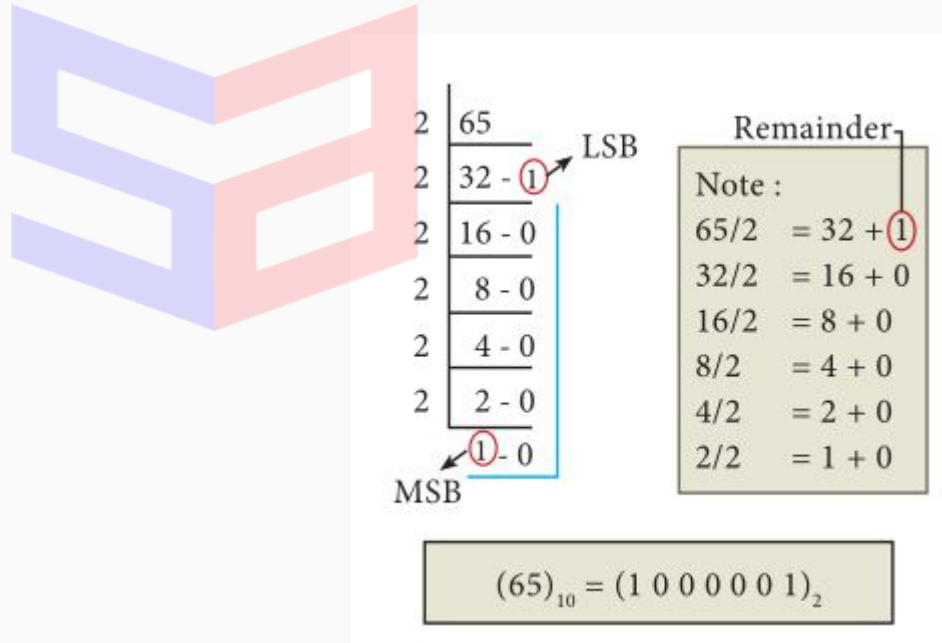 2 65
2 32 - 1 LSB
2 16 - 0
2 8 - 0
2 4 - 0
2 2 - 0
1 - 0
MSB
Remainder
Note :
65/2 = 32 + 1
32/2 = 16 + 0
16/2 = 8 + 0
8/2 = 4 + 0
4/2 = 2 + 0
2/2 = 1 + 0
(65)₁₀ = (1 0 0 0 0 0 1)₂